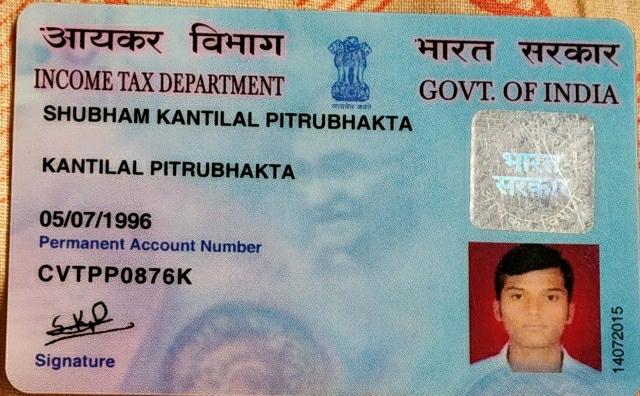 आयकर विभाग
भारत सरकार
INCOME TAX DEPARTMENT
GOVT. OF INDIA
सत्यमेव जयते
SHUBHAM KANTILAL PITRUBHAKTA
KANTILAL PITRUBHAKTA
भारत
सरकार
05/07/1996
Permanent Account Number
CVTPP0876K
Signature
14072015